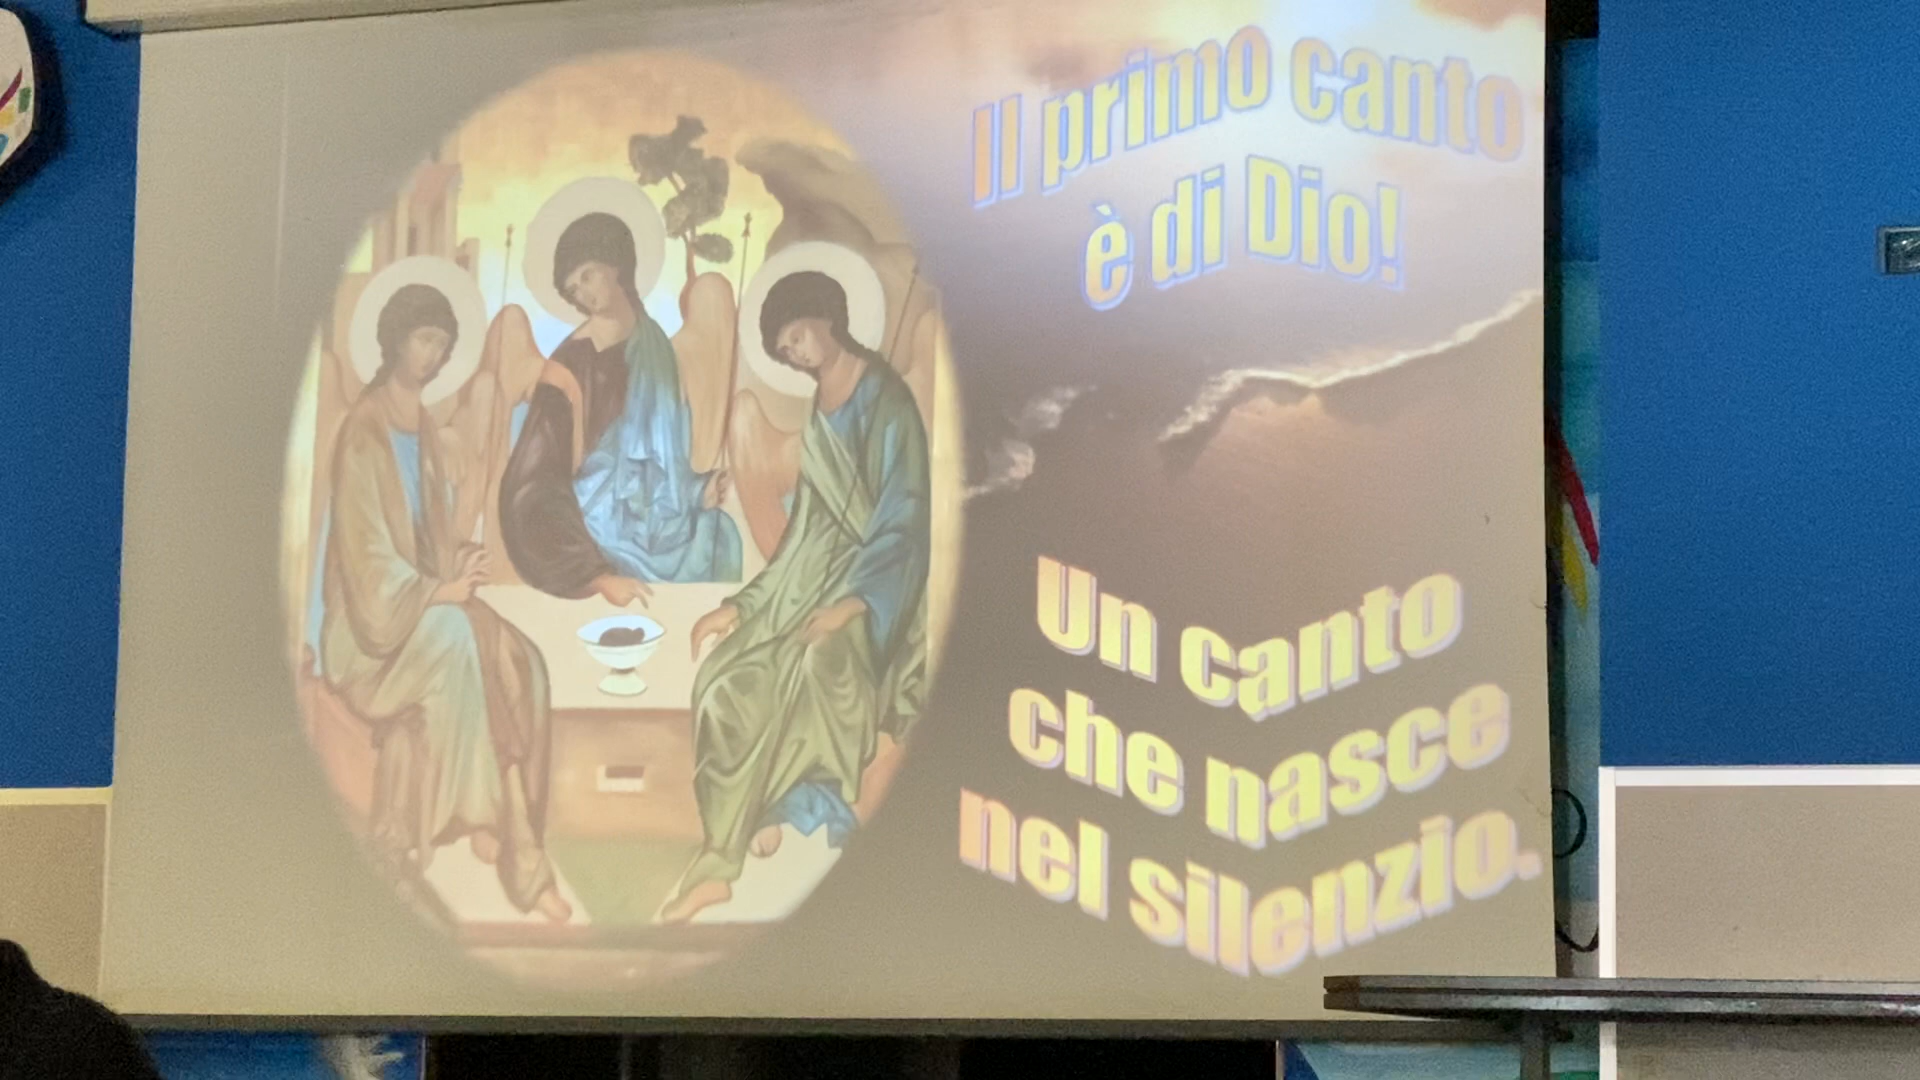 Il primo canto
è di Dio!
Un canto
che nasce
nel silenzio.